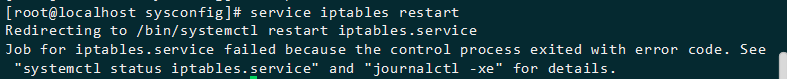 [root@localhost sysconfig]# service iptables restart
Redirecting to /bin/systemctl restart iptables.service
Job for iptables.service failed because the control process exited with error code. See
"systemctl status iptables.service" and "journalctl -xe" for details.